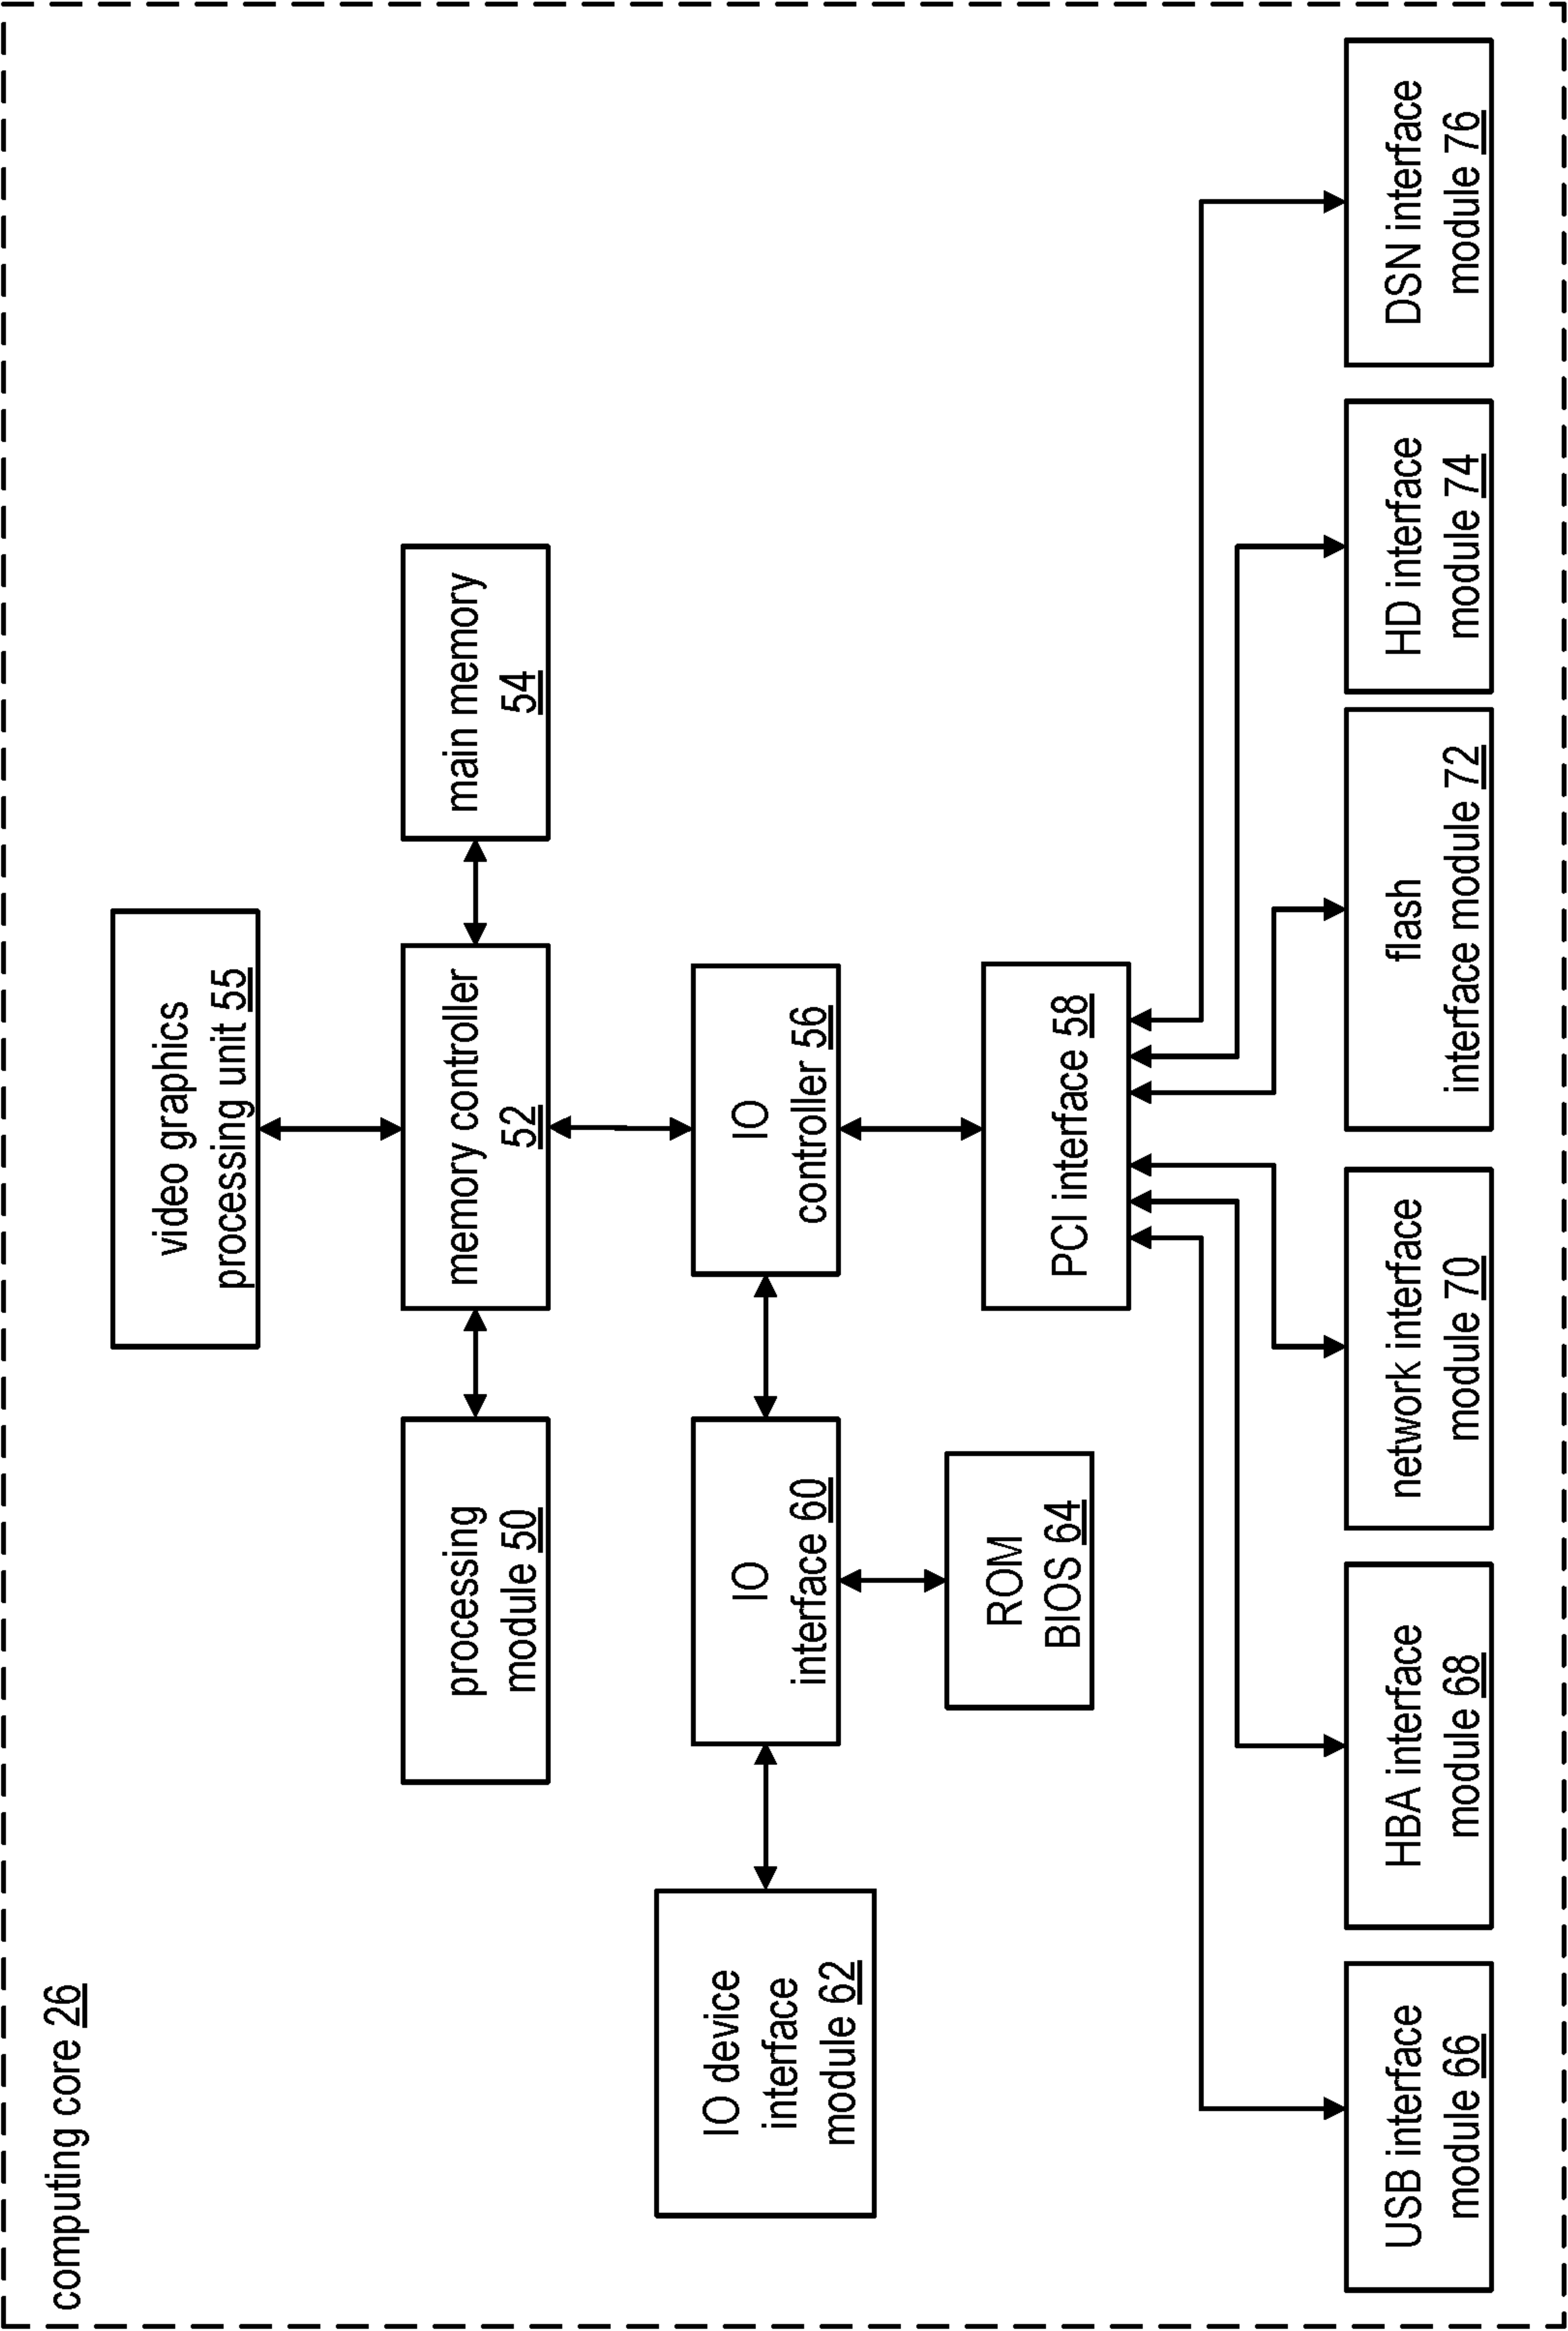 computing core 26
video graphics
processing unit 55
processing
module 50
memory controller
52
main memory
54
IO device
interface
module 62
IO
interface 60
IO
controller 56
ROM
BIOS 64
PCI interface 58
USB interface
module 66
HBA interface
module 68
network interface
module 70
flash
interface module 72
HD interface
module 74
DSN interface
module 76